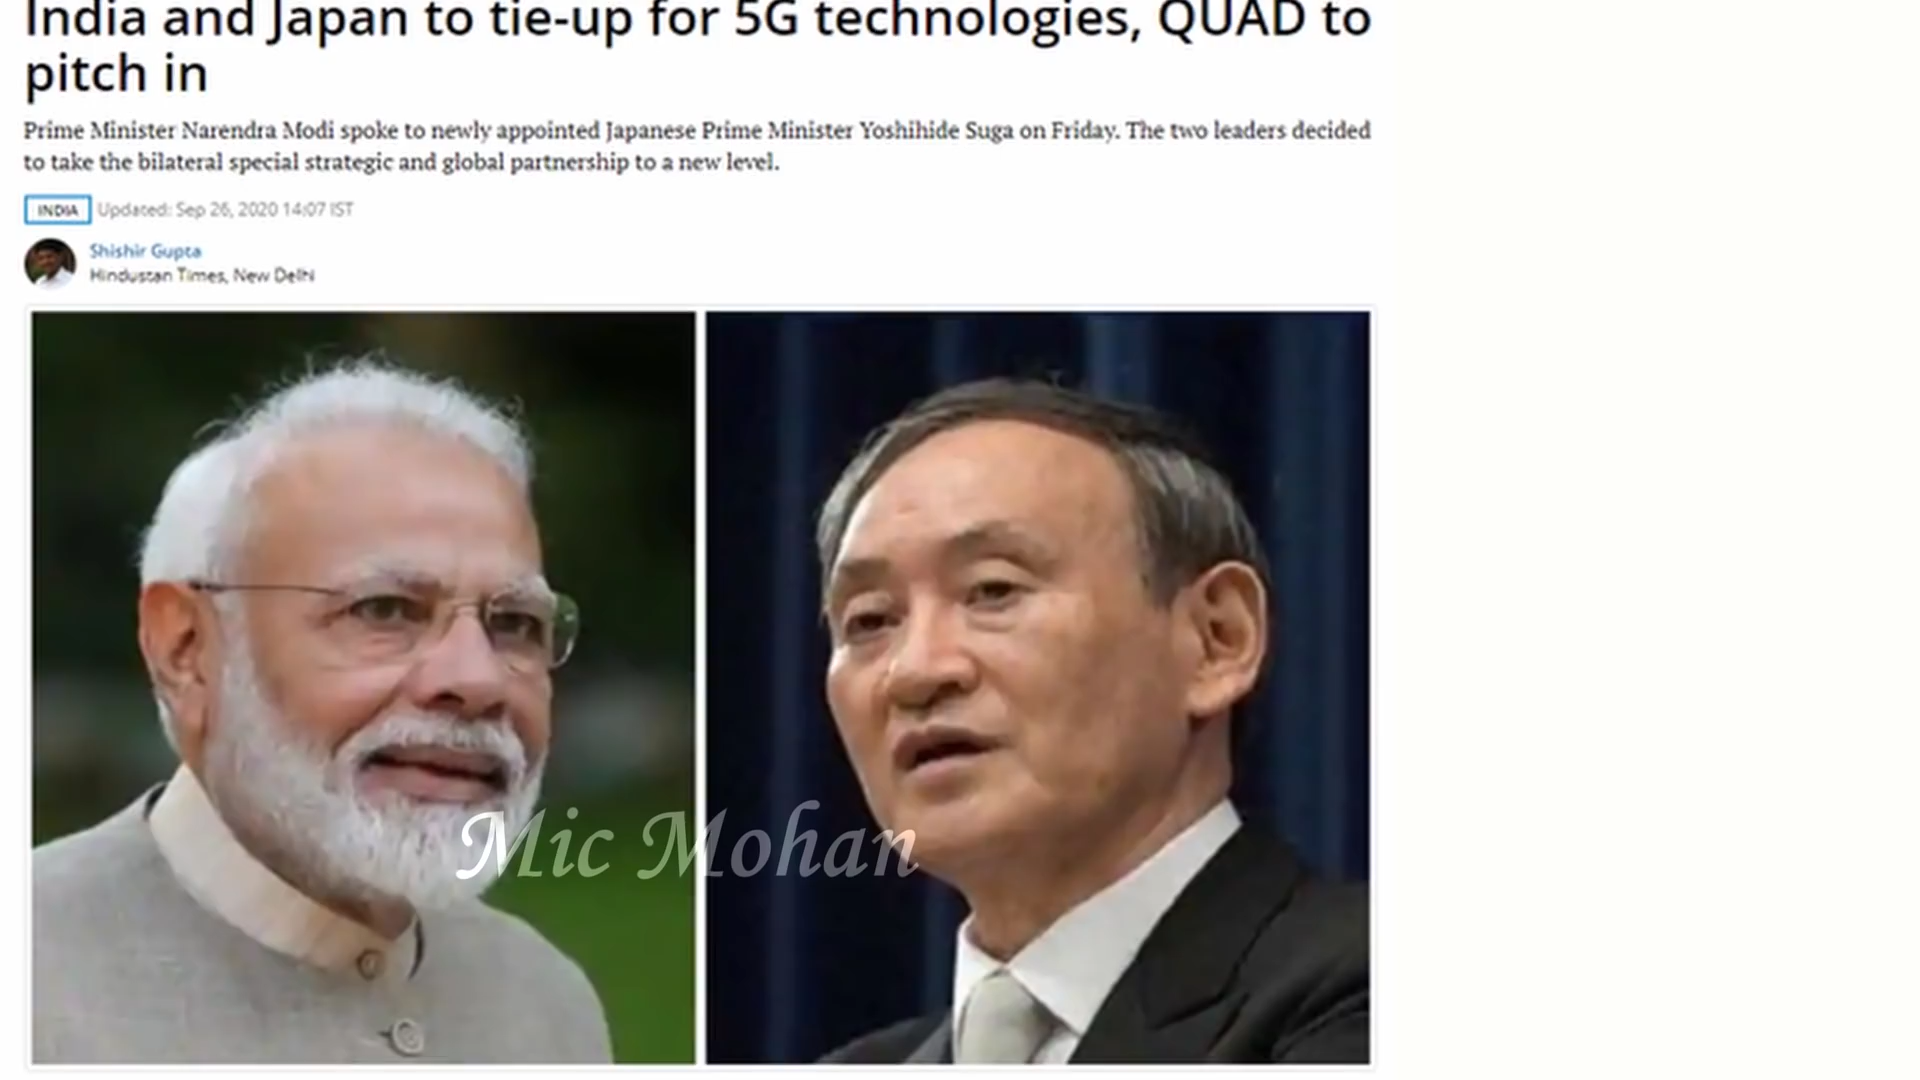 India and Japan to tie-up for 5G technologies, QUAD to
pitch in
Prime Minister Narendra Modi spoke to newly appointed Japanese Prime Minister Yoshihide Suga on Friday. The two leaders decided
to take the bilateral special strategic and global partnership to a new level.
INDIA Updated: Sep 26, 2020 14:07 IST
Shishir Gupta
Hindustan Times, New Delhi
Mic Mohan